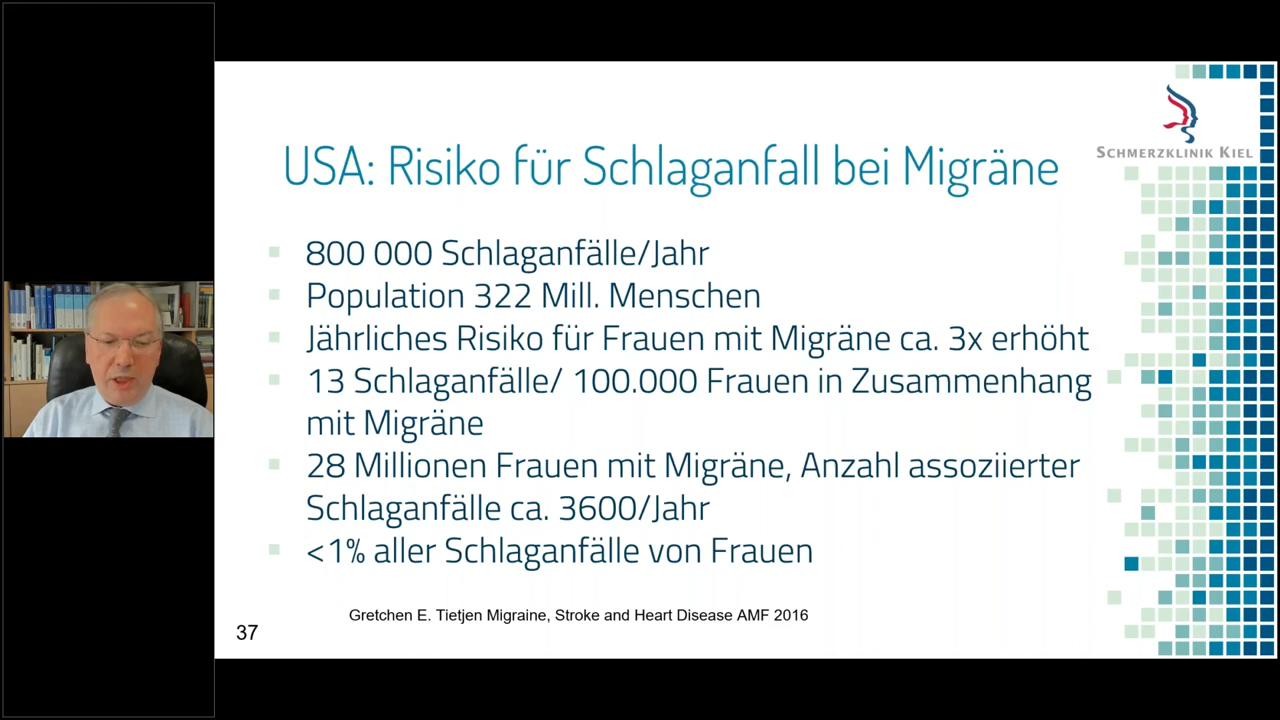 SCHMERZKLINIK KIEL
USA: Risiko für Schlaganfall bei Migräne
800 000 Schlaganfälle/Jahr
Population 322 Mill. Menschen
Jährliches Risiko für Frauen mit Migräne ca. 3x erhöht
13 Schlaganfälle/ 100.000 Frauen in Zusammenhang
mit Migräne
28 Millionen Frauen mit Migräne, Anzahl assoziierter
Schlaganfälle ca. 3600/Jahr
<1% aller Schlaganfälle von Frauen
Gretchen E. Tietjen Migraine, Stroke and Heart Disease AMF 2016
37